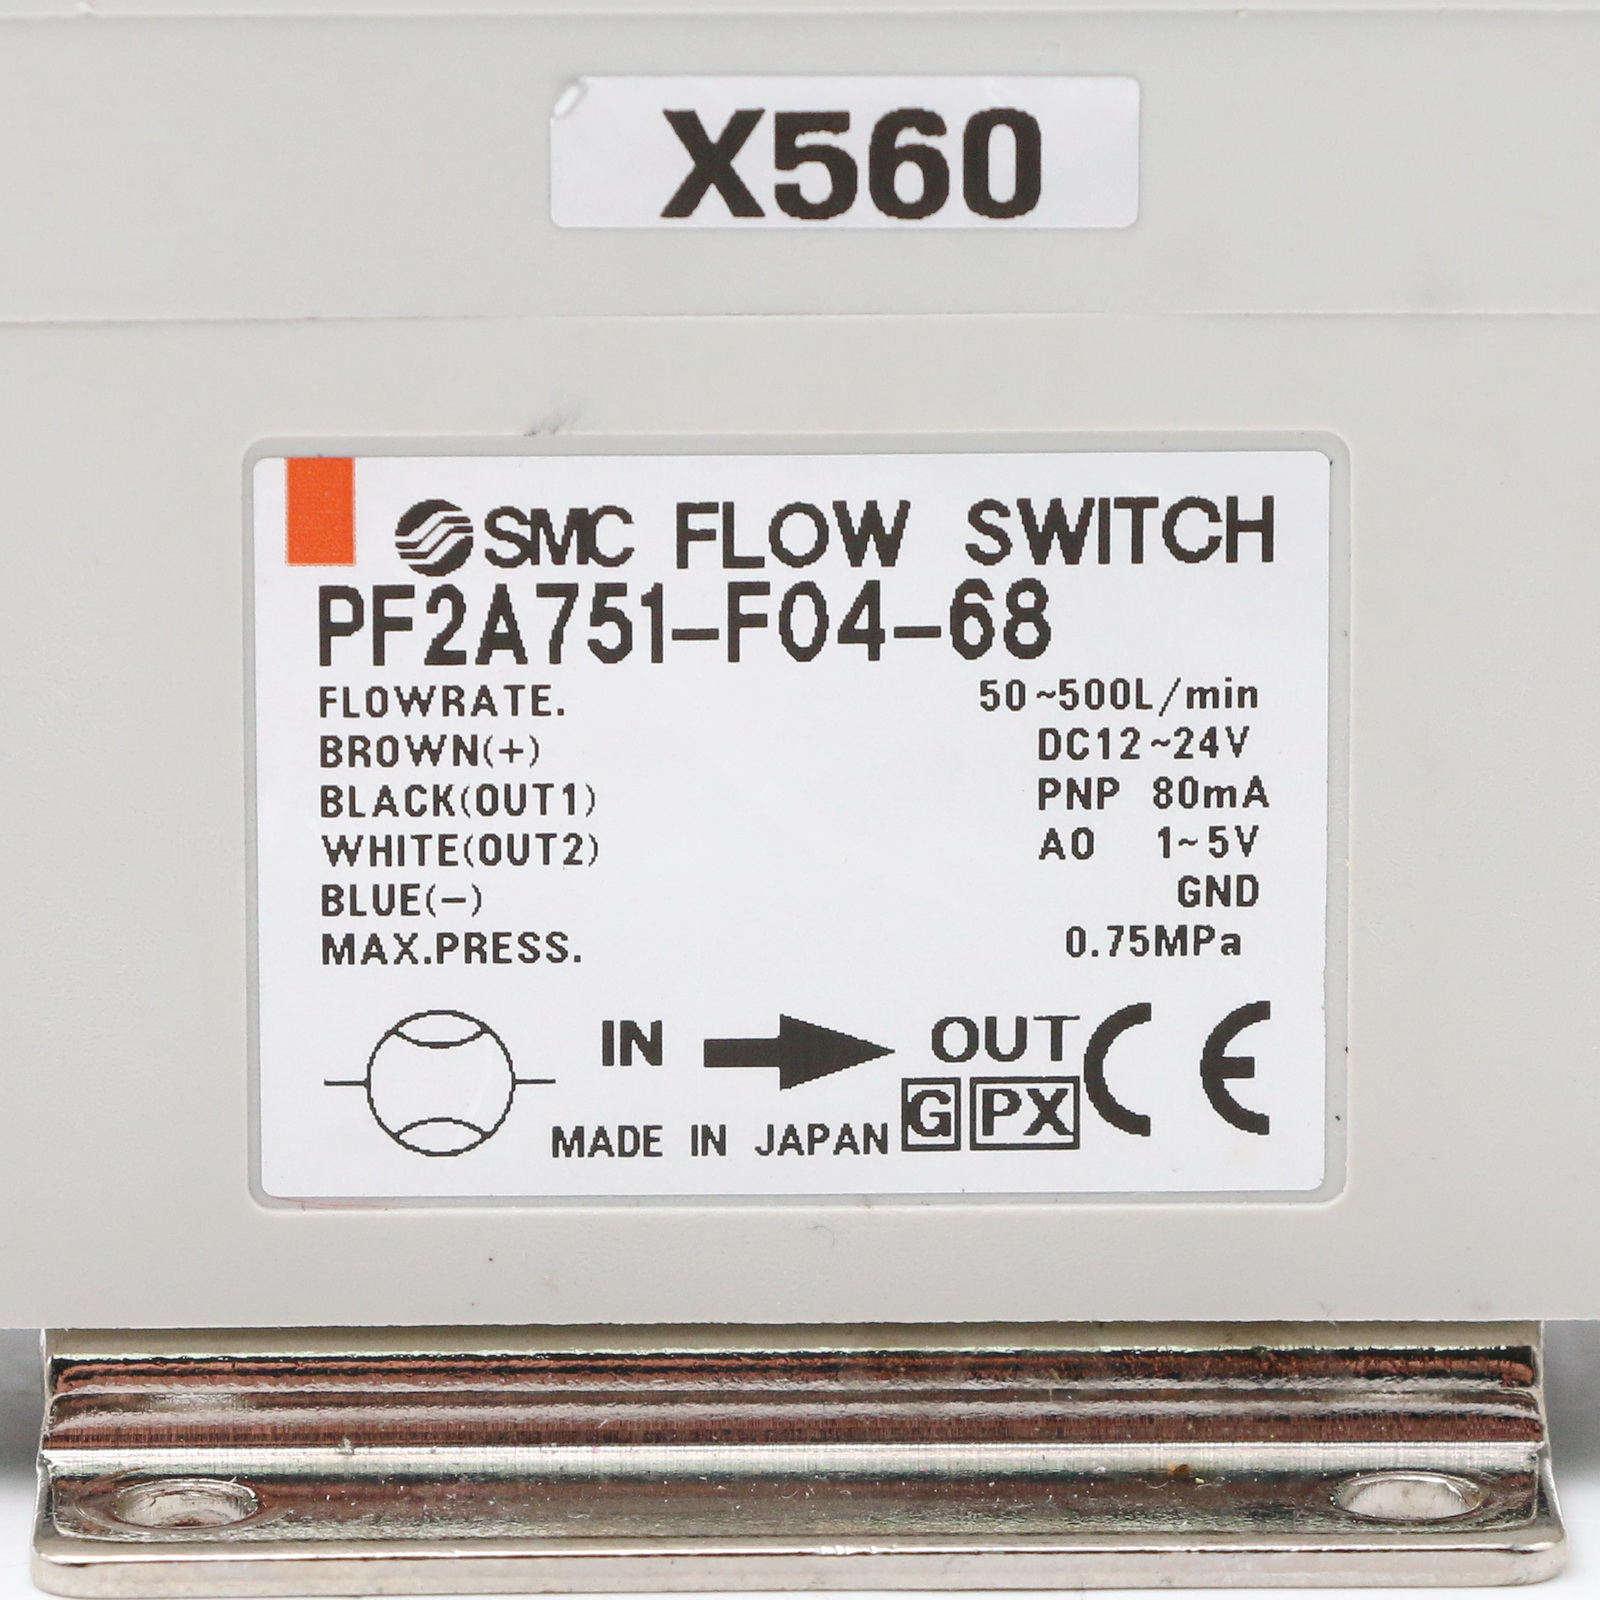 X560
SMC FLOW SWITCH
PF2A751-F04-68
FLOWRATE. 50~500L/min
BROWN(+) DC12~24V
BLACK(OUT1) PNP 80mA
WHITE(OUT2) AO 1~5V
BLUE(-) GND
MAX.PRESS. 0.75MPa
IN OUT CE
MADE IN JAPAN G PX